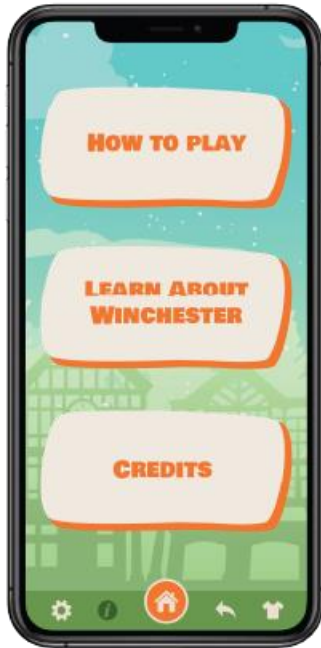 HOW TO PLAY
LEARN ABOUT
WINCHESTER
CREDITS
i